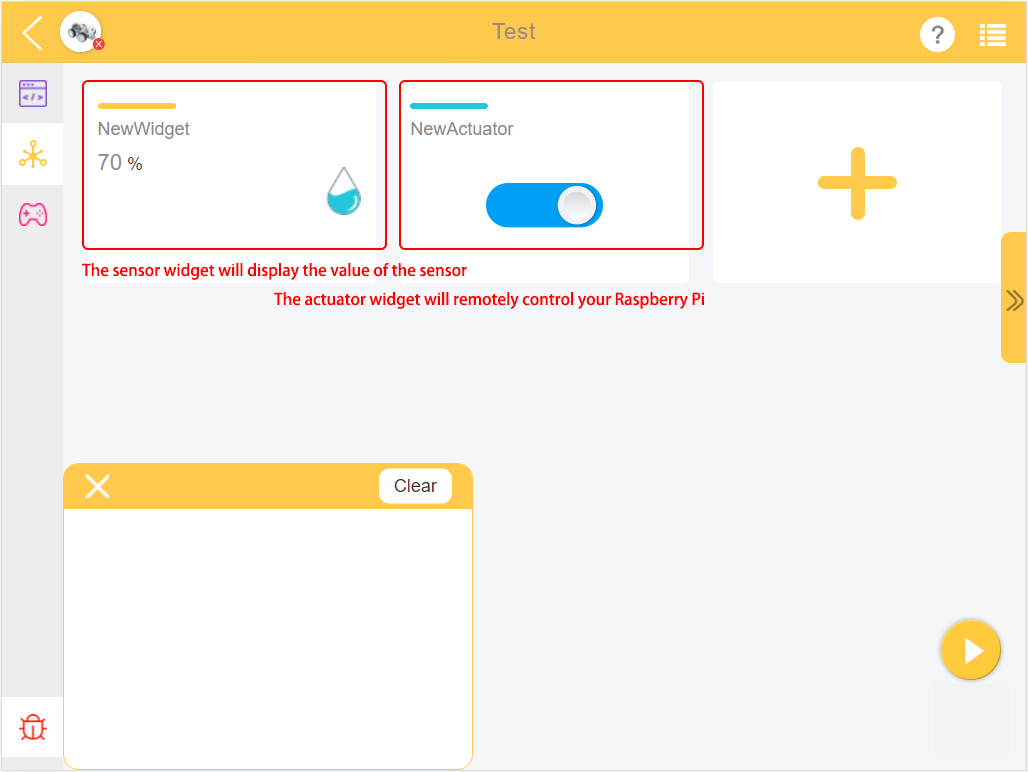 Test
?
NewWidget
70 %
NewActuator
The sensor widget will display the value of the sensor
The actuator widget will remotely control your Raspberry Pi
Clear